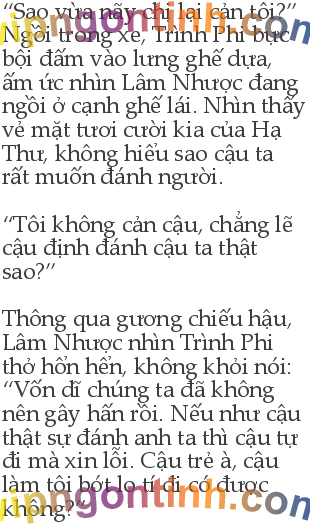 “Sao vừa nãy chị lại cản tôi?”
Ngồi trong xe, Trình Phi bực
bội đấm vào lưng ghế dựa,
ấm ức nhìn Lâm Nhược đang
ngồi ở cạnh ghế lái. Nhìn thấy
vẻ mặt tươi cười kia của Hạ
Thư, không hiểu sao cậu ta
rất muốn đánh người.
“Tôi không cản cậu, chẳng lẽ
cậu định đánh cậu ta thật
sao?”
Thông qua gương chiếu hậu,
Lâm Nhược nhìn Trình Phi
thở hổn hển, không khỏi nói:
“Vốn dĩ chúng ta đã không
nên gây hấn rồi. Nếu như cậu
thật sự đánh anh ta thì cậu tự
đi mà xin lỗi. Cậu trẻ à, cậu
làm tôi bớt lo tí đi có được
không?”
vipngontinh.com
vipngontinh.com